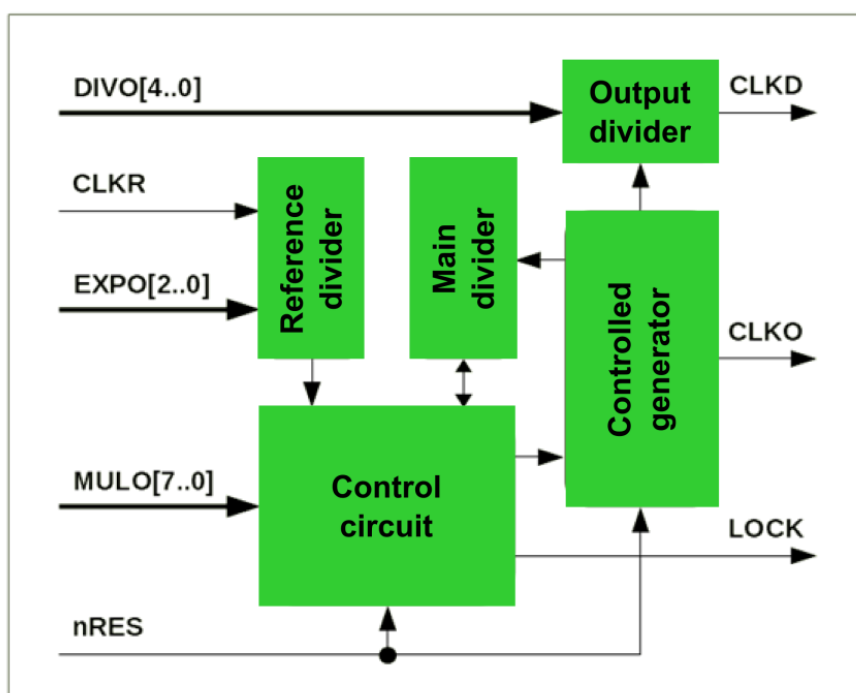 DIVO[4..0]
Output
divider
CLKD
CLKR
Reference
divider
Main
divider
EXPO[2..0]
Controlled
generator
CLKO
MULO[7..0]
Control
circuit
LOCK
nRES